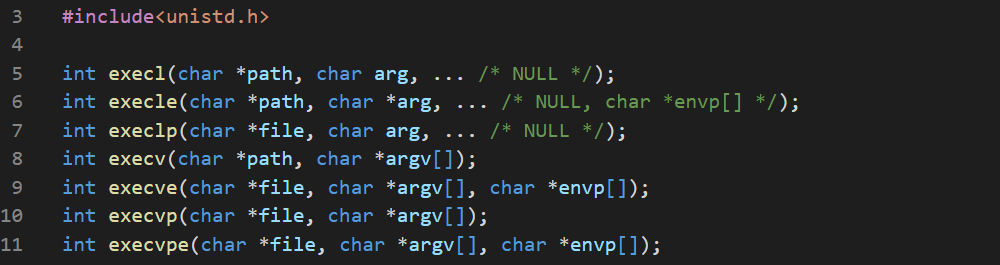 3 #include<unistd.h>
4
5 int execl(char *path, char arg, ... /* NULL */);
6 int execle(char *path, char *arg, ... /* NULL, char *envp[] */);
7 int execlp(char *file, char arg, ... /* NULL */);
8 int execv(char *path, char *argv[]);
9 int execve(char *file, char *argv[], char *envp[]);
10 int execvp(char *file, char *argv[]);
11 int execvpe(char *file, char *argv[], char *envp[]);